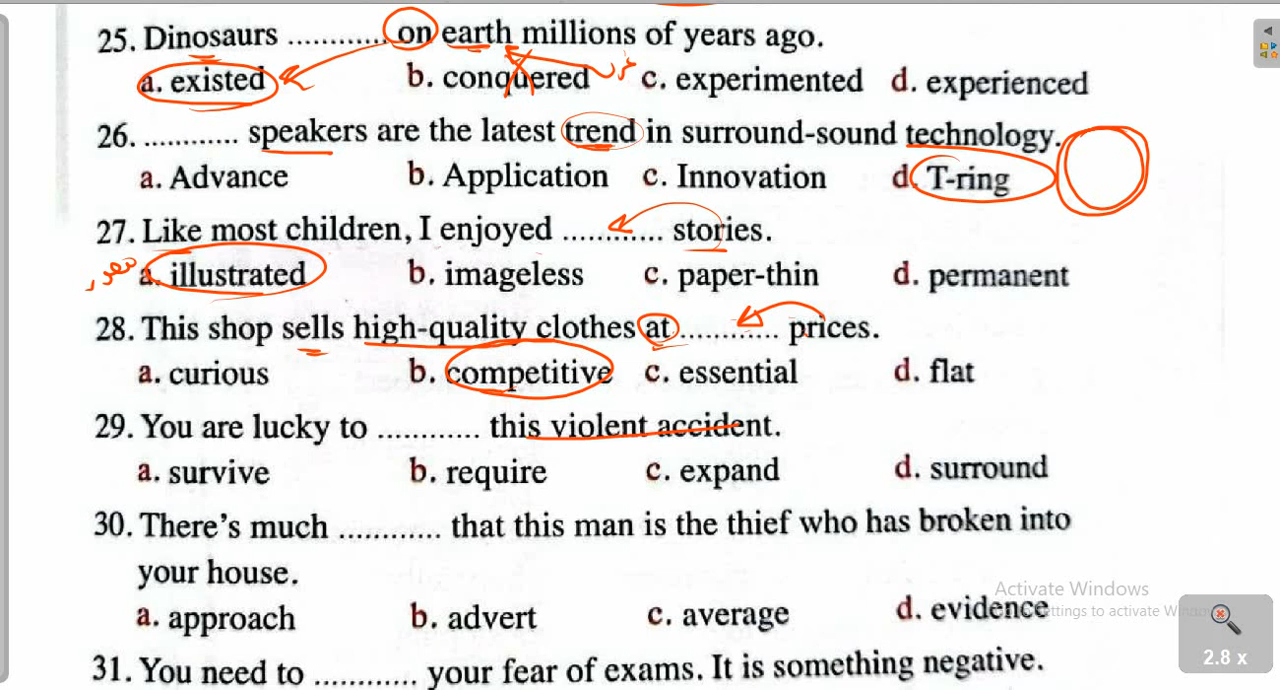 25. Dinosaurs ............ on earth millions of years ago.
a. existed b. conquered c. experimented d. experienced
26. ............ speakers are the latest trend in surround-sound technology.
a. Advance b. Application c. Innovation d. T-ring
27. Like most children, I enjoyed ............ stories.
a. illustrated b. imageless c. paper-thin d. permanent
28. This shop sells high-quality clothes at ............ prices.
a. curious b. competitive c. essential d. flat
29. You are lucky to ............ this violent accident.
a. survive b. require c. expand d. surround
30. There's much ............ that this man is the thief who has broken into
your house.
a. approach b. advert c. average d. evidence
Activate Windows
ettings to activate
31. You need to ............ your fear of exams. It is something negative.
2.8 x